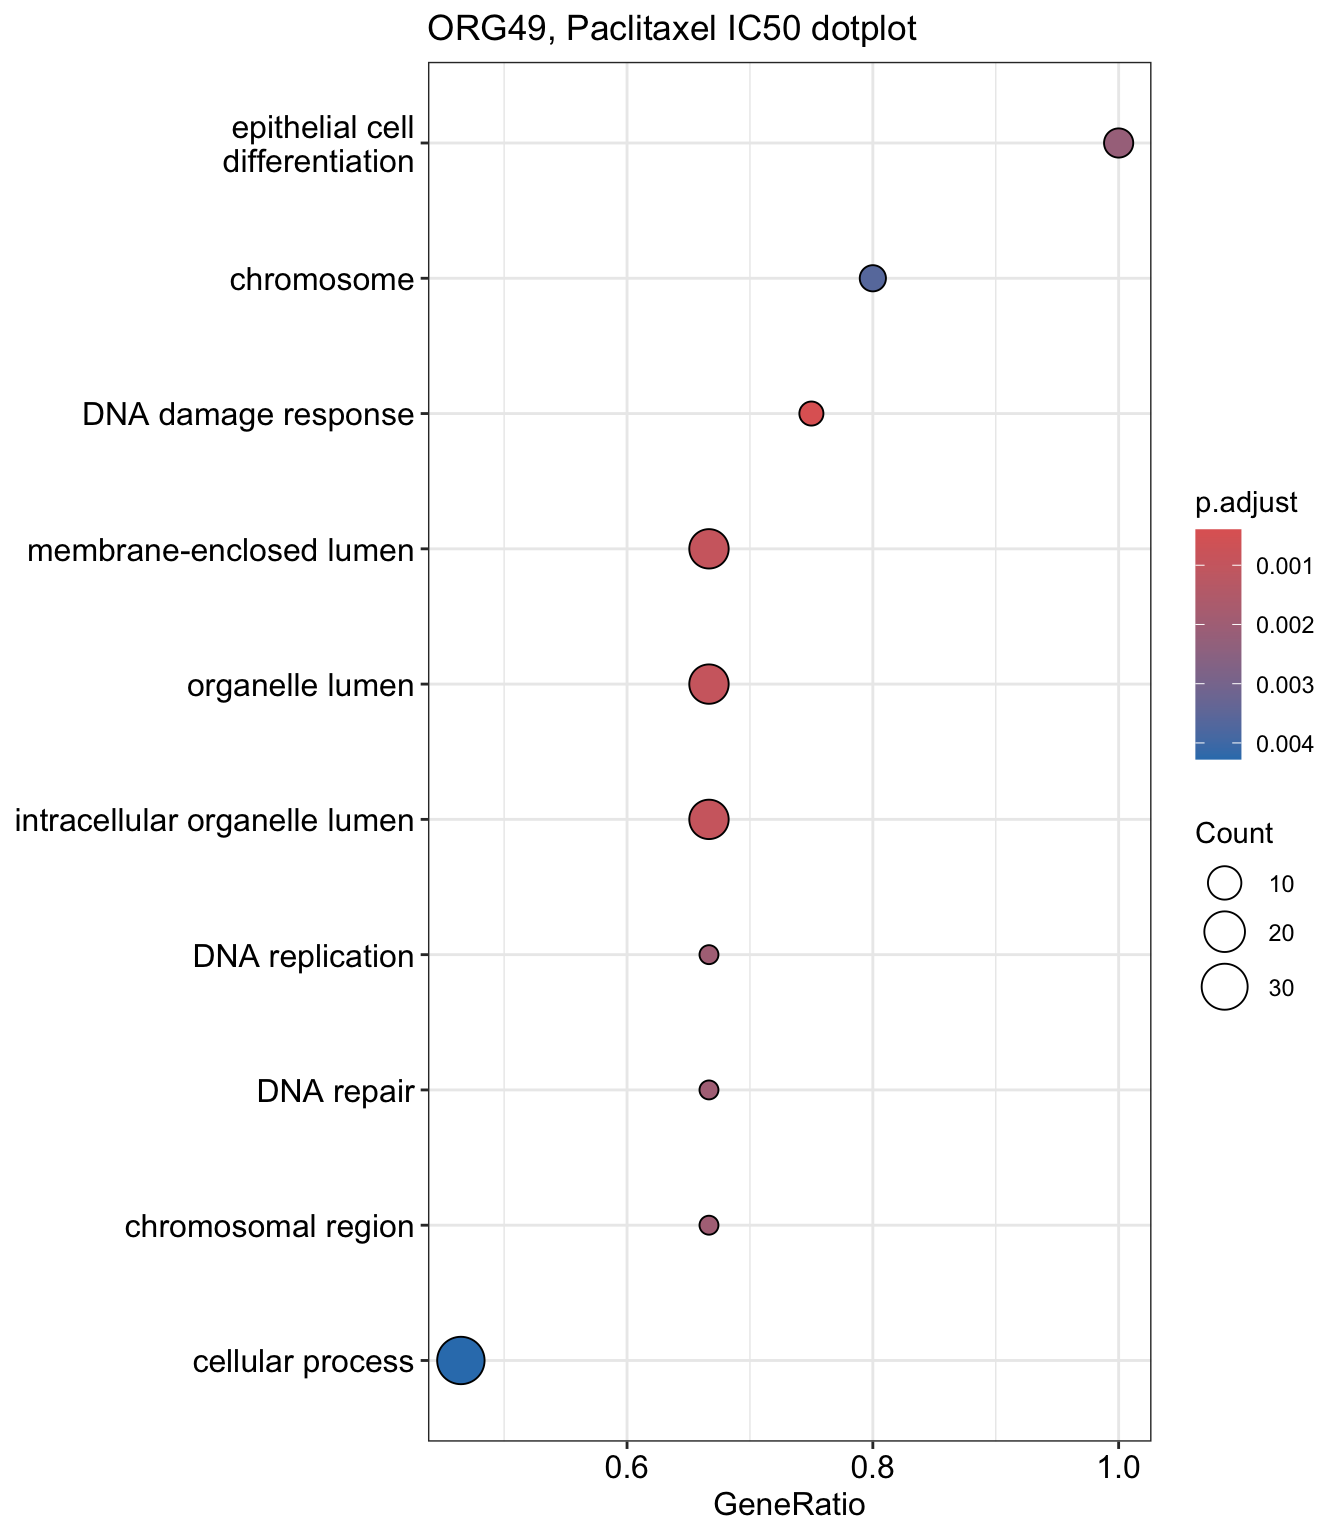 ORG49, Paclitaxel IC50 dotplot
epithelial cell
differentiation
chromosome
DNA damage response
membrane-enclosed lumen
organelle lumen
intracellular organelle lumen
DNA replication
DNA repair
chromosomal region
cellular process
0.6
0.8
1.0
GeneRatio
p.adjust
0.001
0.002
0.003
0.004
Count
10
20
30